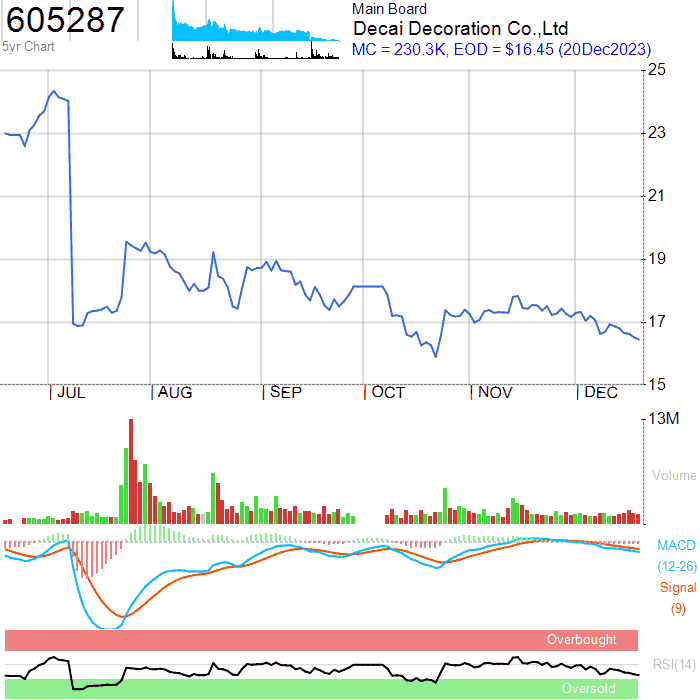 605287
5yr Chart
Main Board
Decai Decoration Co.,Ltd
MC = 230.3K, EOD = $16.45 (20Dec2023)
25
23
21
19
17
15
JUL AUG SEP OCT NOV DEC
13M
Volume
MACD
(12-26)
Signal
(9)
Overbought
RSI(14)
Oversold